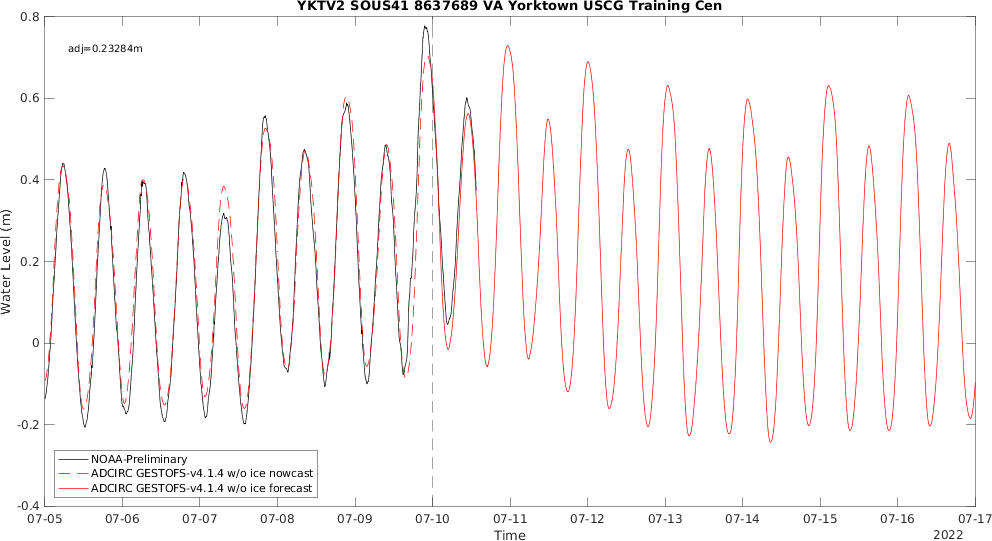 YKTV2 SOUS41 8637689 VA Yorktown USCG Training Cen
adj=0.23284m
0.8
0.6
0.4
0.2
0
-0.2
-0.4
Water Level (m)
NOAA-Preliminary
ADCIRC GESTOFS-v4.1.4 w/o ice nowcast
ADCIRC GESTOFS-v4.1.4 w/o ice forecast
07-05 07-06 07-07 07-08 07-09 07-10 07-11 07-12 07-13 07-14 07-15 07-16 07-17
Time
2022